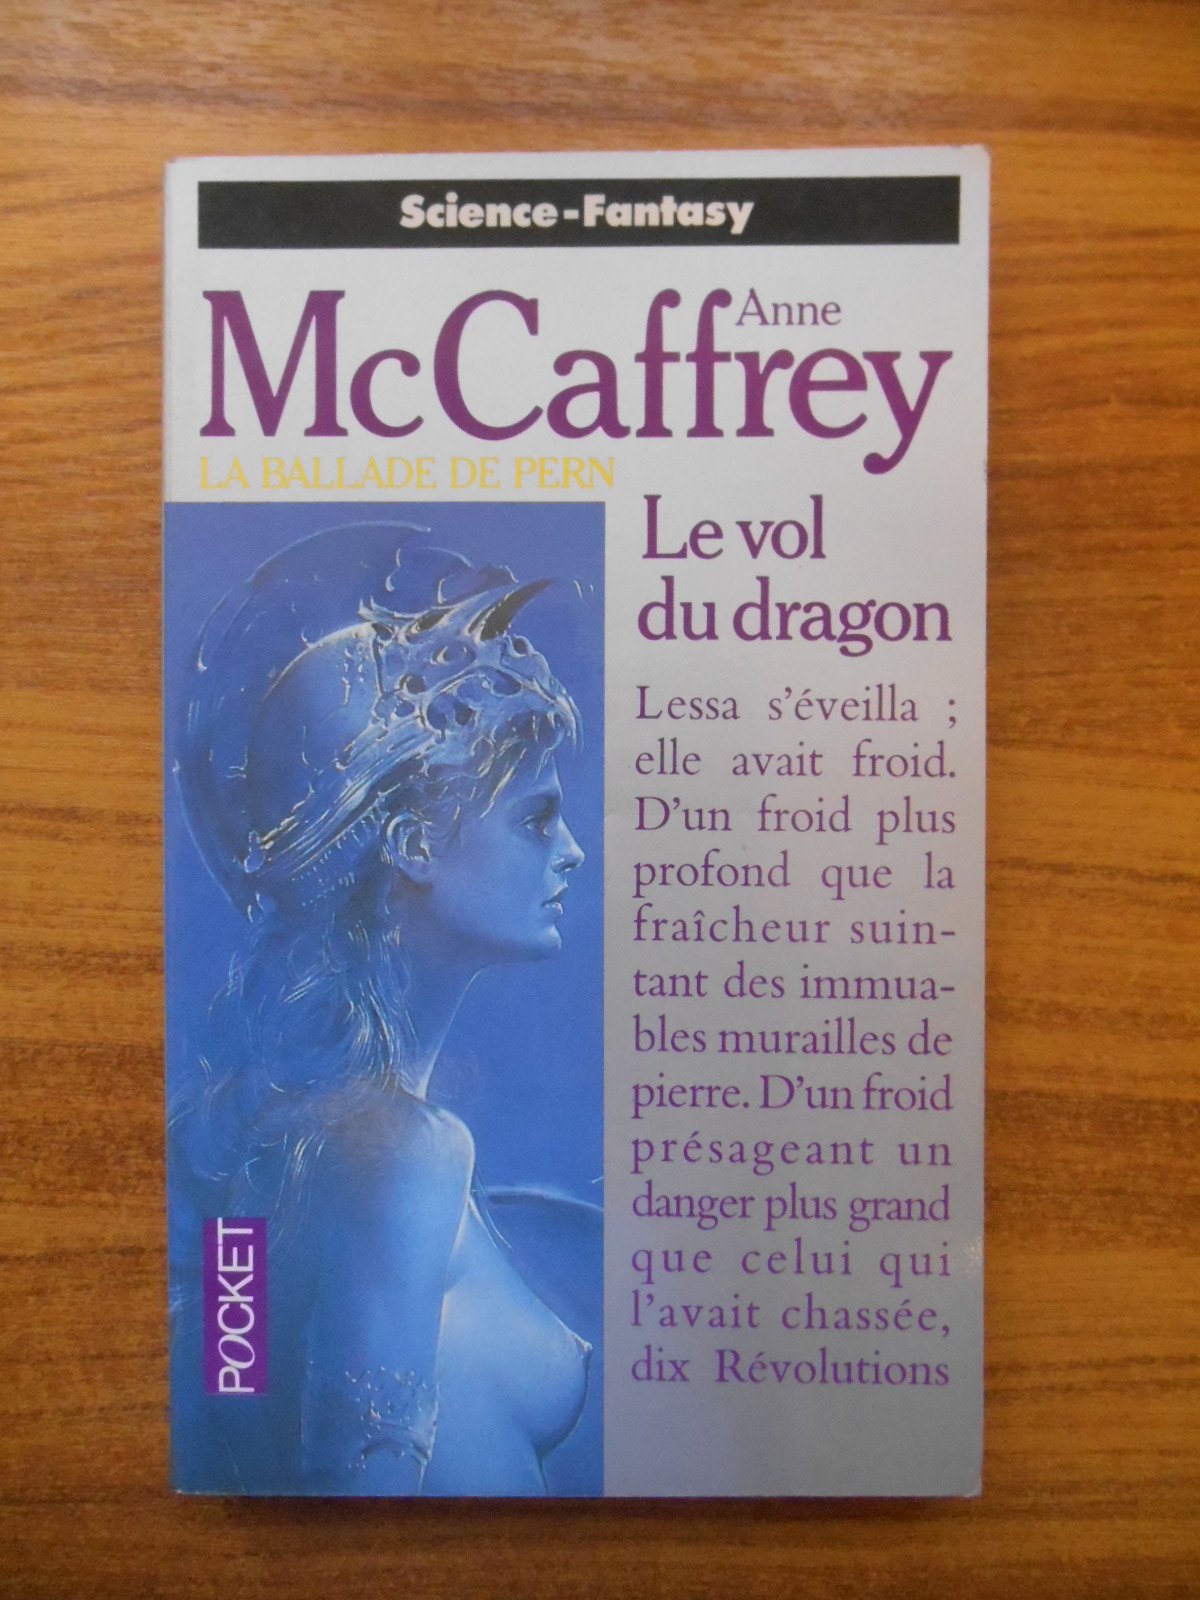 Science-Fantasy
Anne
McCaffrey
LA BALLADE DE PERN
Le vol
du dragon
Lessa s'éveilla ;
elle avait froid.
D'un froid plus
profond que la
fraîcheur suin-
tant des immua-
bles murailles de
pierre. D'un froid
présageant un
danger plus grand
que celui qui
l'avait chassée,
dix Révolutions
POCKET